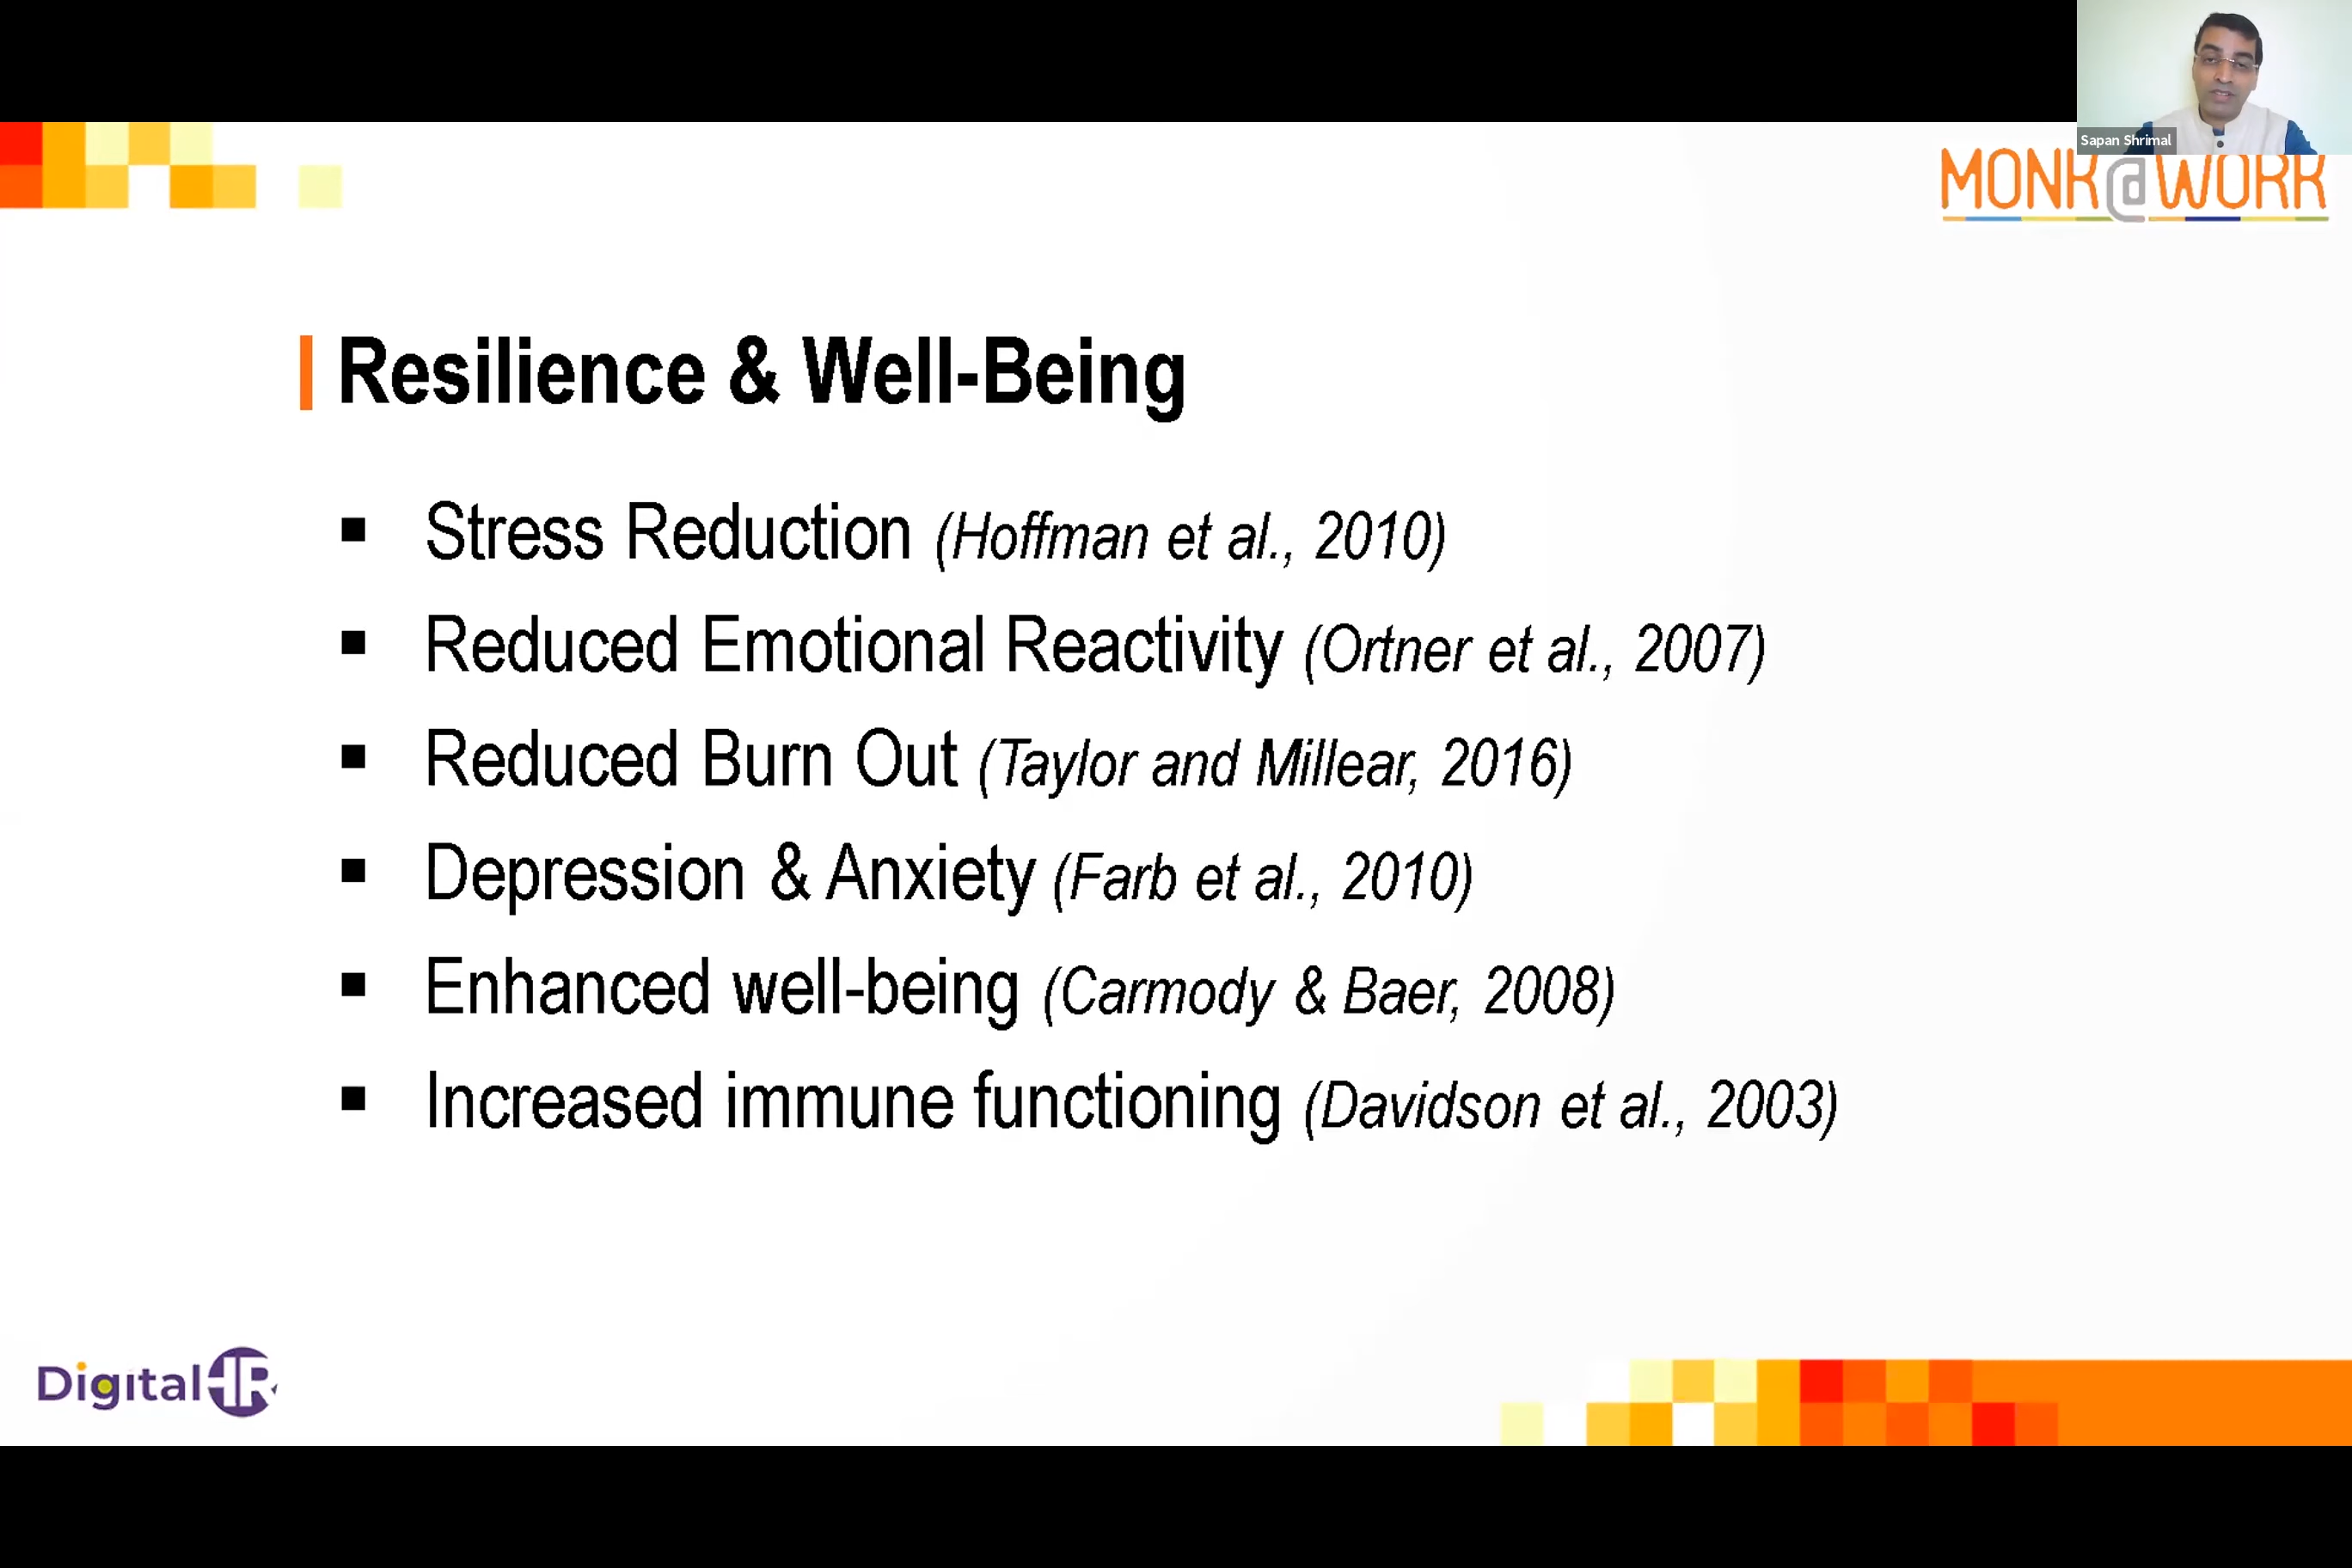 Sapan Shrimal
MONK@WORK
Resilience & Well-Being
▪ Stress Reduction (Hoffman et al., 2010)
▪ Reduced Emotional Reactivity (Ortner et al., 2007)
▪ Reduced Burn Out (Taylor and Millear, 2016)
▪ Depression & Anxiety (Farb et al., 2010)
▪ Enhanced well-being (Carmody & Baer, 2008)
▪ Increased immune functioning (Davidson et al., 2003)
Digital HR